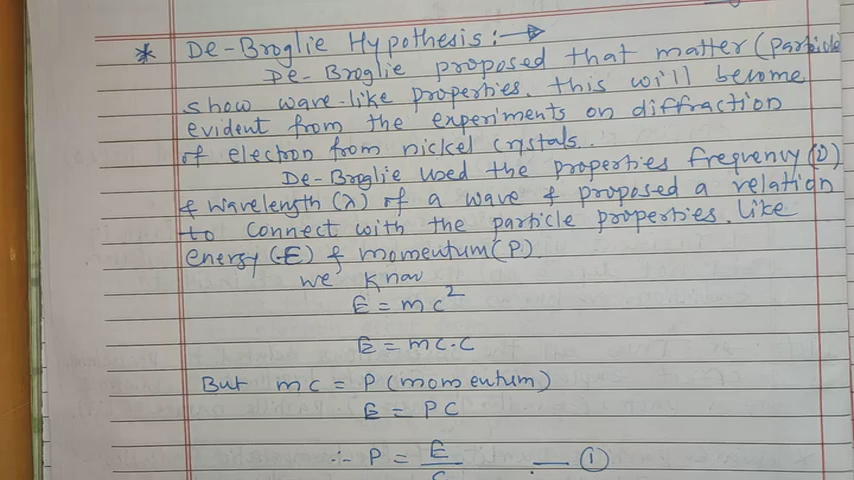 * De-Broglie Hypothesis:→
De-Broglie proposed that matter (particle
show wave-like properties. this will become
evident from the experiments on diffraction
of electron from nickel crystals.
De-Broglie used the properties frequency(υ)
& wavelength(λ) of a wave & proposed a relation
to connect with the particle properties like
energy(E) & momentum(P).
we know
E = mc²
E = mc·c
But mc = P (momentum)
E = PC
∴ P = E/C — ①